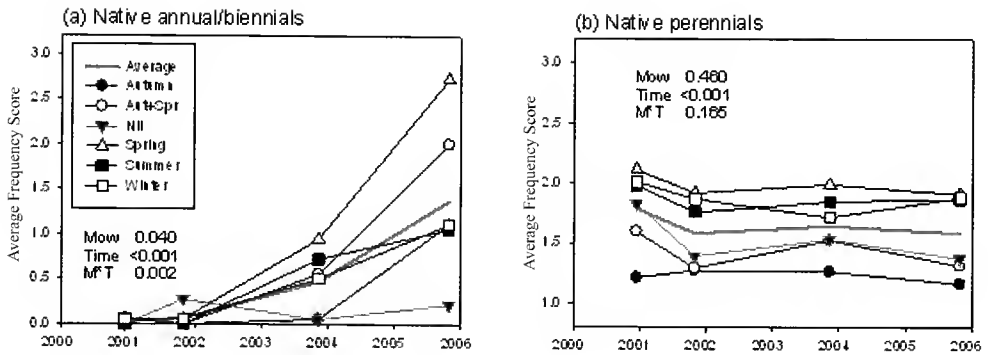 (a) Native annual/biennials
Average Frequency Score
3.0
2.5
2.0
1.5
1.0
0.5
0.0
Average
Autumn
Aut+Spr
Nil
Spring
Summer
Winter
Mow 0.040
Time <0.001
M*T 0.002
2000 2001 2002 2003 2004 2005 2006
(b) Native perennials
Average Frequency Score
3.0
2.5
2.0
1.5
1.0
Mow 0.460
Time <0.001
M*T 0.165
2000 2001 2002 2003 2004 2005 2006